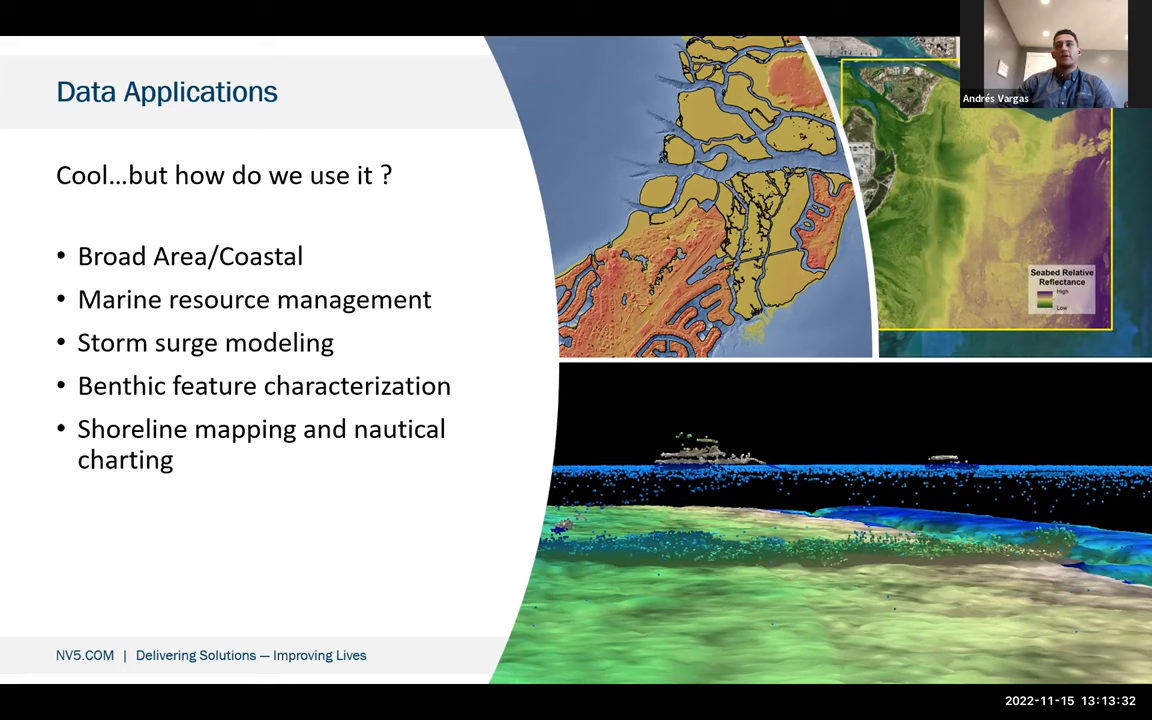 Data Applications
Cool...but how do we use it ?
• Broad Area/Coastal
• Marine resource management
• Storm surge modeling
• Benthic feature characterization
• Shoreline mapping and nautical
charting
NV5.COM | Delivering Solutions — Improving Lives
Andrés Vargas
Seabed Relative
Reflectance
High
Low
2022-11-15 13:13:32